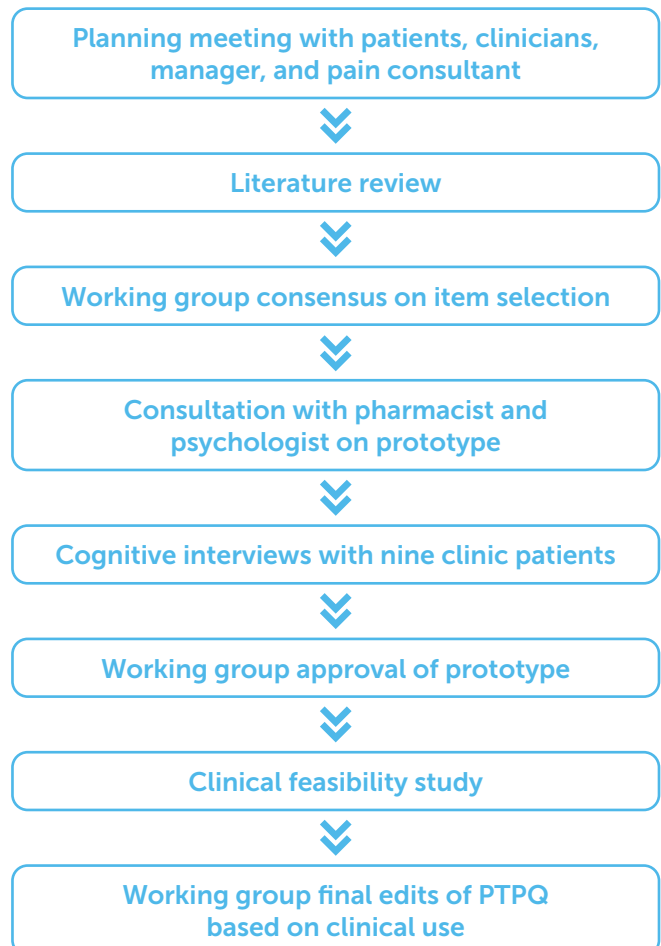 Planning meeting with patients, clinicians,
manager, and pain consultant
Literature review
Working group consensus on item selection
Consultation with pharmacist and
psychologist on prototype
Cognitive interviews with nine clinic patients
Working group approval of prototype
Clinical feasibility study
Working group final edits of PTPQ
based on clinical use